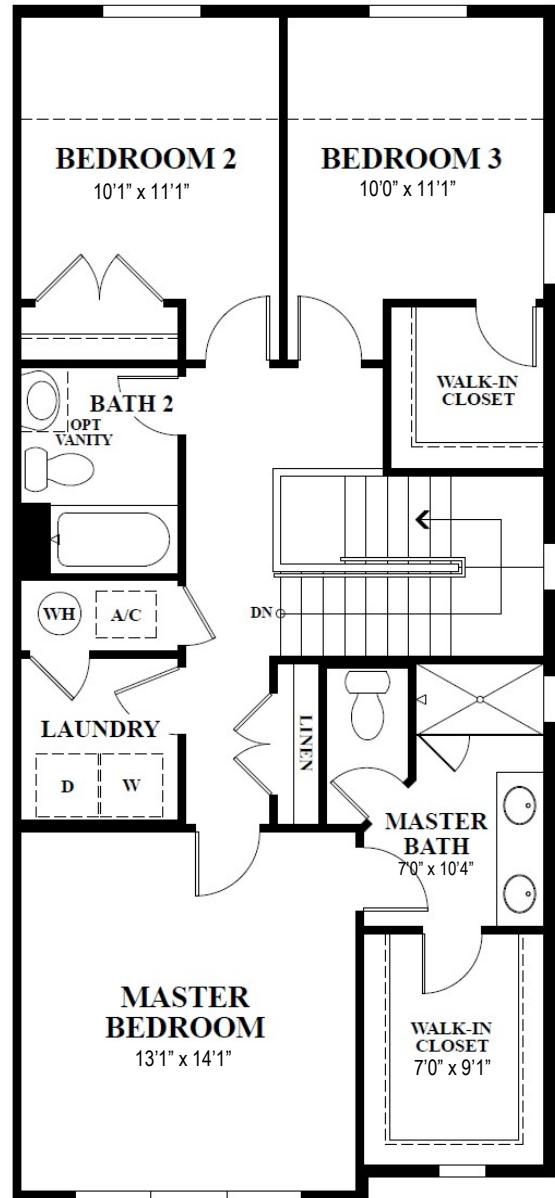 BEDROOM 2
10'1" x 11'1"
BEDROOM 3
10'0" x 11'1"
WALK-IN
CLOSET
BATH 2
OPT
VANITY
WH
A/C
DN
LAUNDRY
D
W
LINEN
MASTER
BATH
7'0" x 10'4"
MASTER
BEDROOM
13'1" x 14'1"
WALK-IN
CLOSET
7'0" x 9'1"